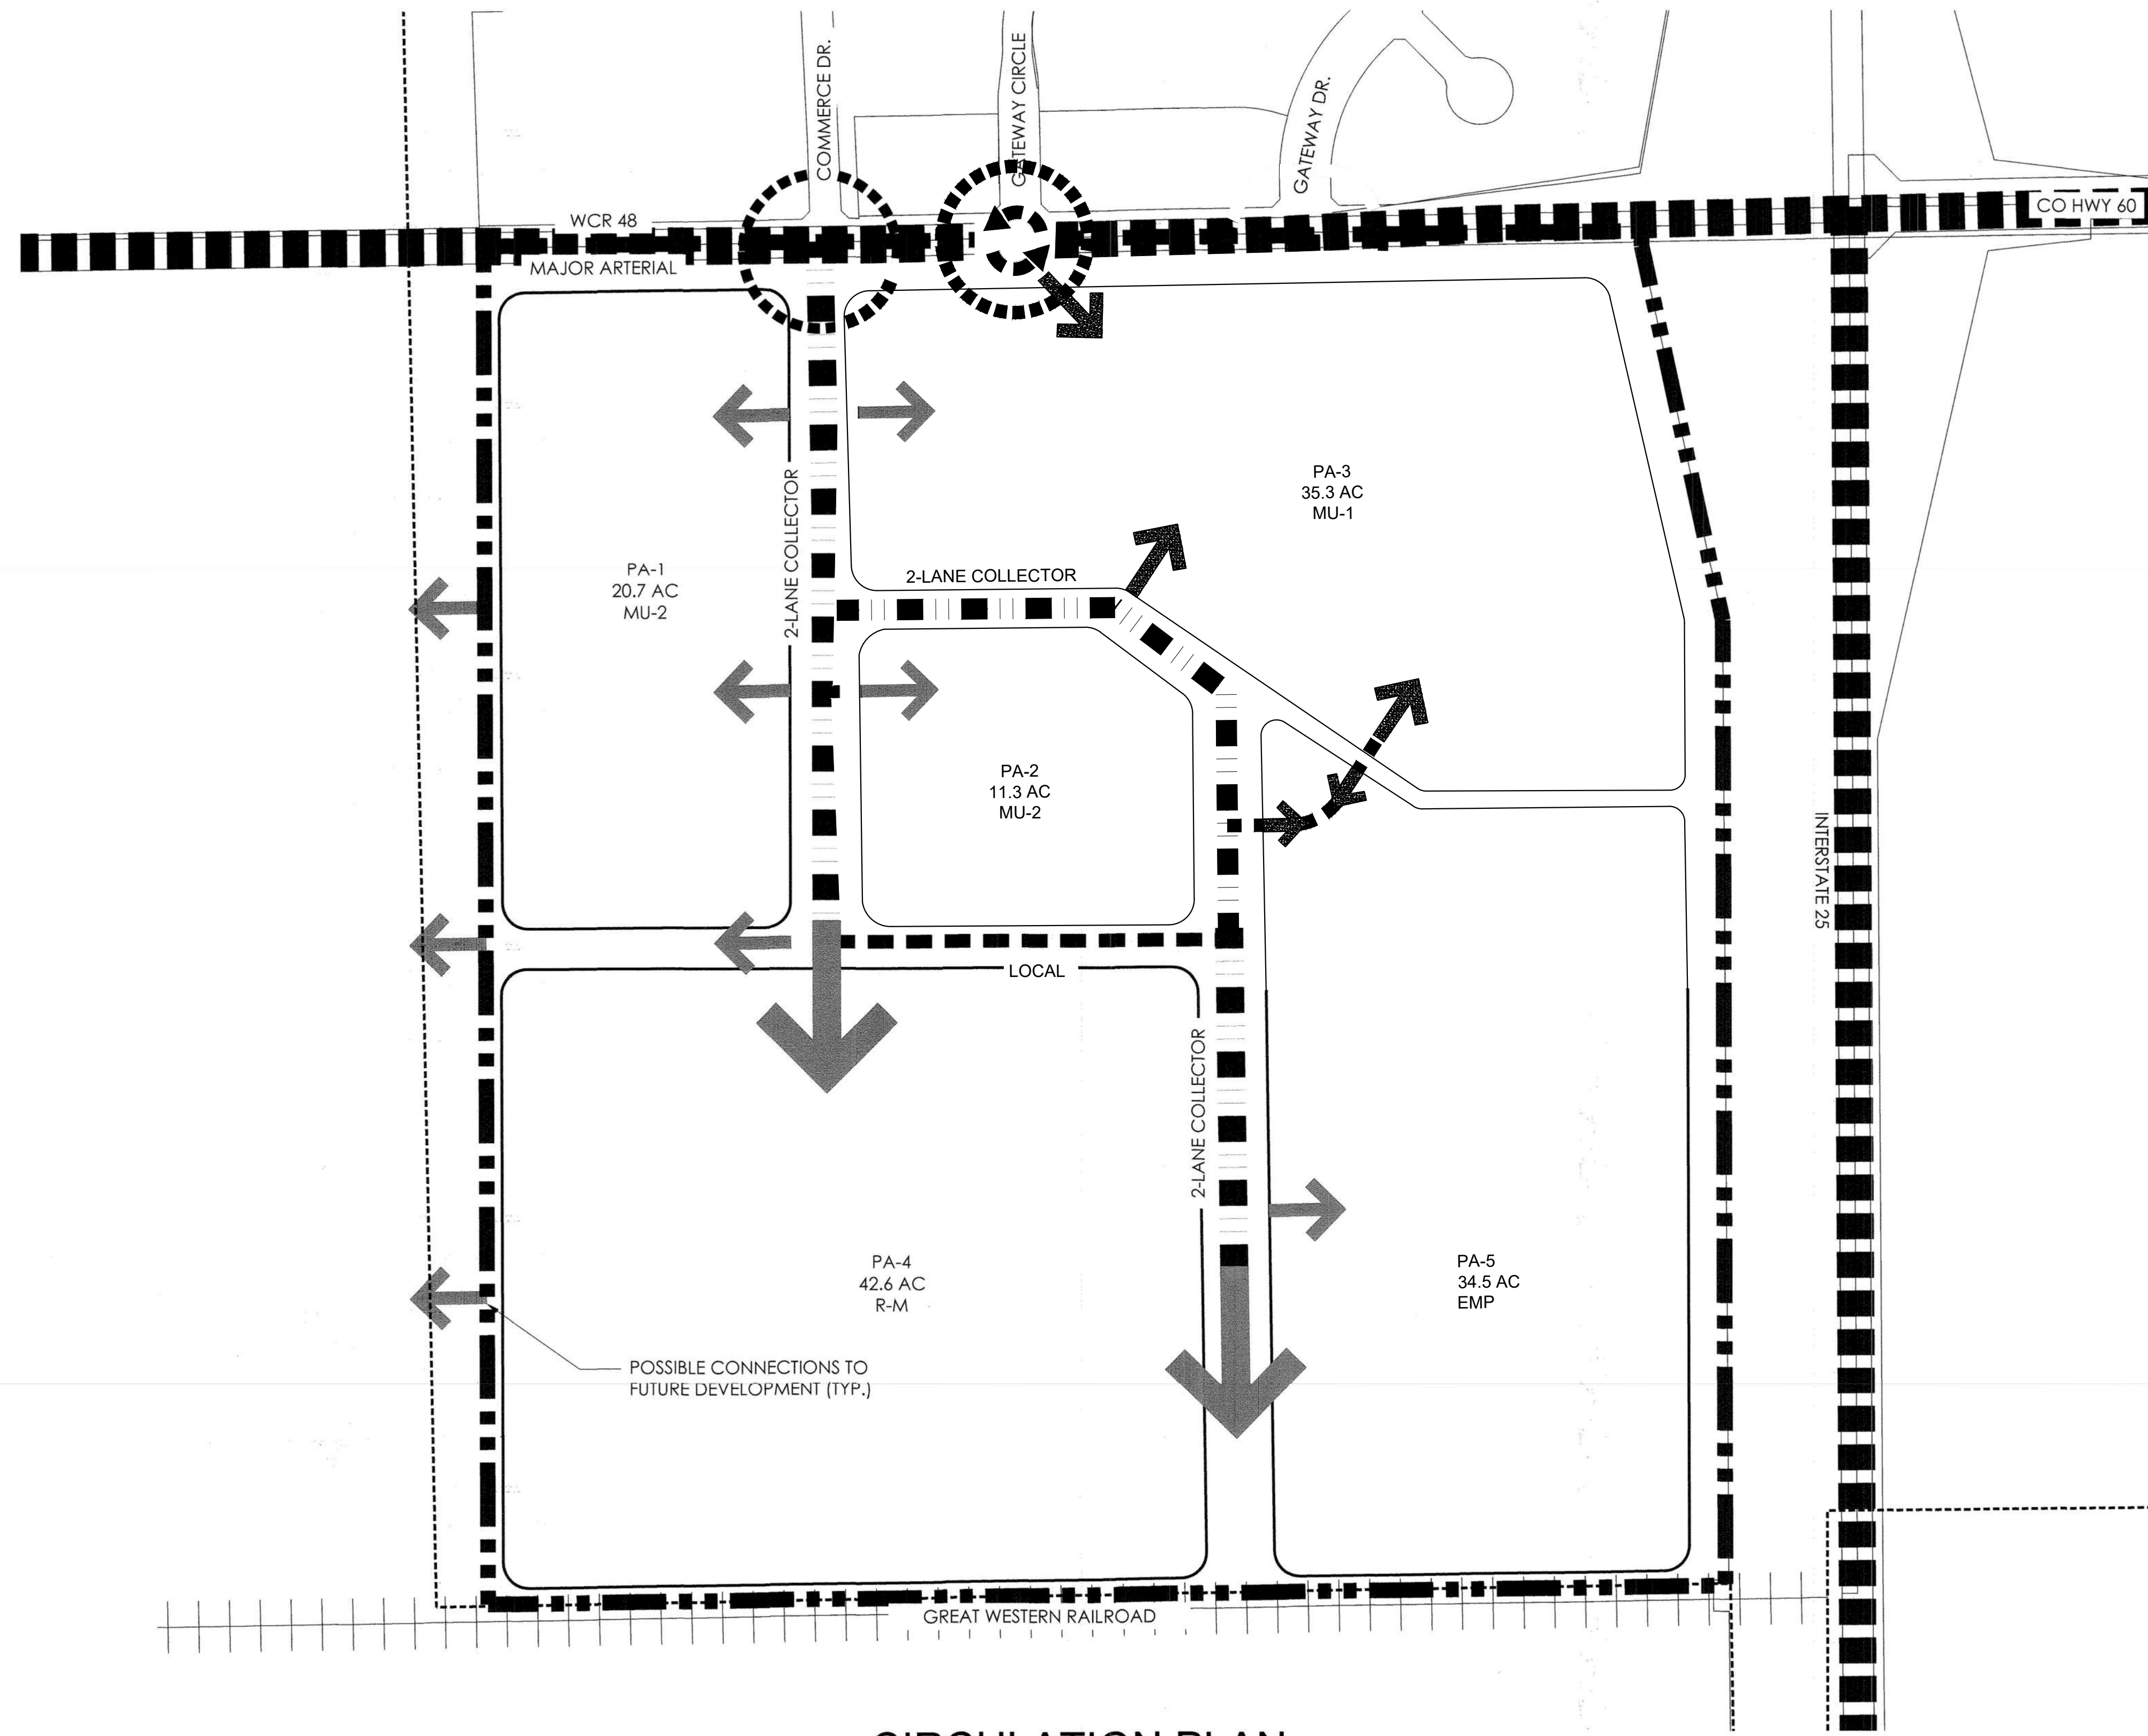 COMMERCE DR.
GATEWAY CIRCLE
GATEWAY DR.
WCR 48
MAJOR ARTERIAL
CO HWY 60
2-LANE COLLECTOR
PA-3
35.3 AC
MU-1
PA-1
20.7 AC
MU-2
2-LANE COLLECTOR
PA-2
11.3 AC
MU-2
INTERSTATE 25
LOCAL
2-LANE COLLECTOR
PA-4
42.6 AC
R-M
PA-5
34.5 AC
EMP
POSSIBLE CONNECTIONS TO
FUTURE DEVELOPMENT (TYP.)
GREAT WESTERN RAILROAD
CIRCULATION PLAN